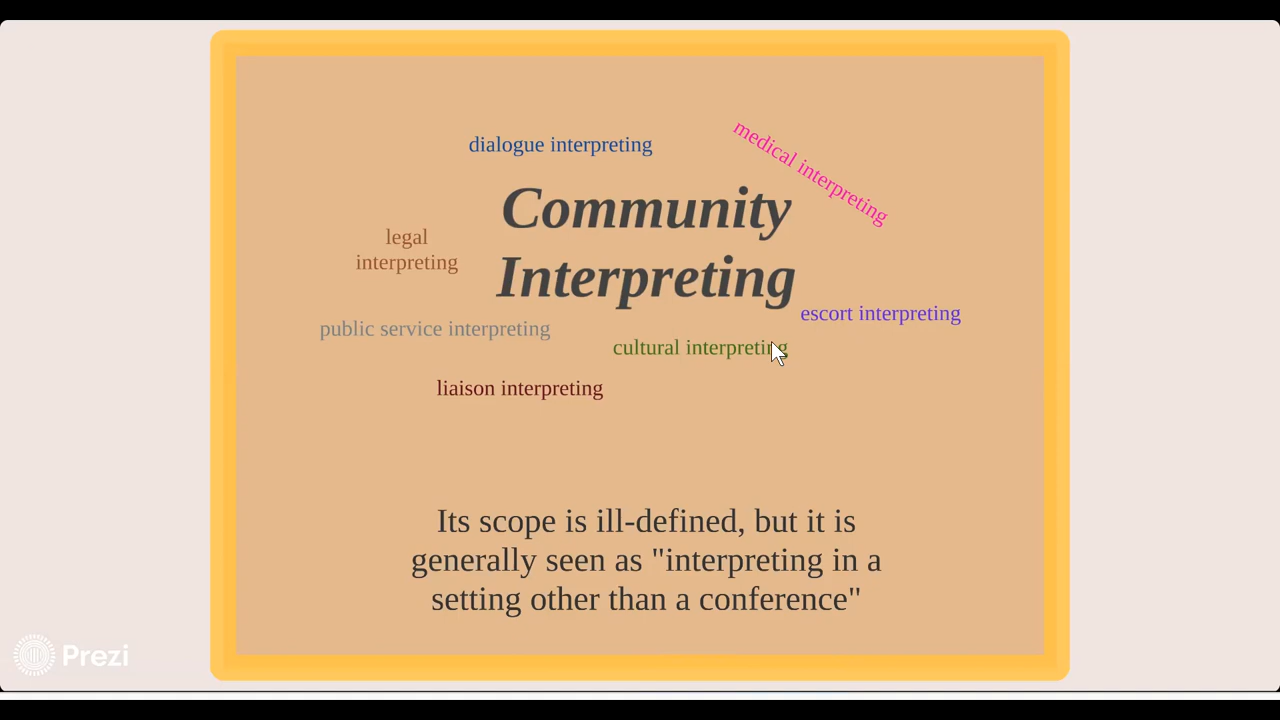 dialogue interpreting
medical interpreting
Community
Interpreting
legal
interpreting
escort interpreting
public service interpreting
cultural interpreting
liaison interpreting
Its scope is ill-defined, but it is
generally seen as "interpreting in a
setting other than a conference"
Prezi